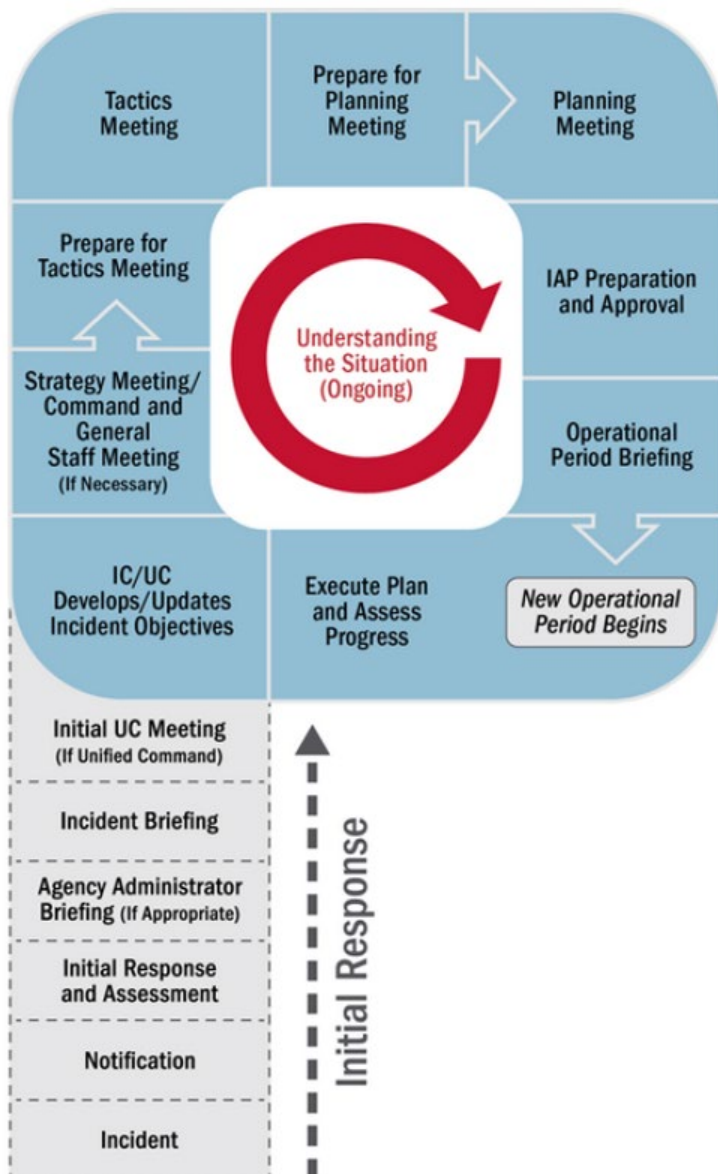 Tactics
Meeting
Prepare for
Planning
Meeting
Planning
Meeting
Prepare for
Tactics Meeting
Understanding
the Situation
(Ongoing)
IAP Preparation
and Approval
Strategy Meeting/
Command and
General
Staff Meeting
(If Necessary)
Operational
Period Briefing
IC/UC
Develops/Updates
Incident Objectives
Execute Plan
and Assess
Progress
New Operational
Period Begins
Initial UC Meeting
(If Unified Command)
Incident Briefing
Agency Administrator
Briefing (If Appropriate)
Initial Response
and Assessment
Notification
Incident
Initial Response